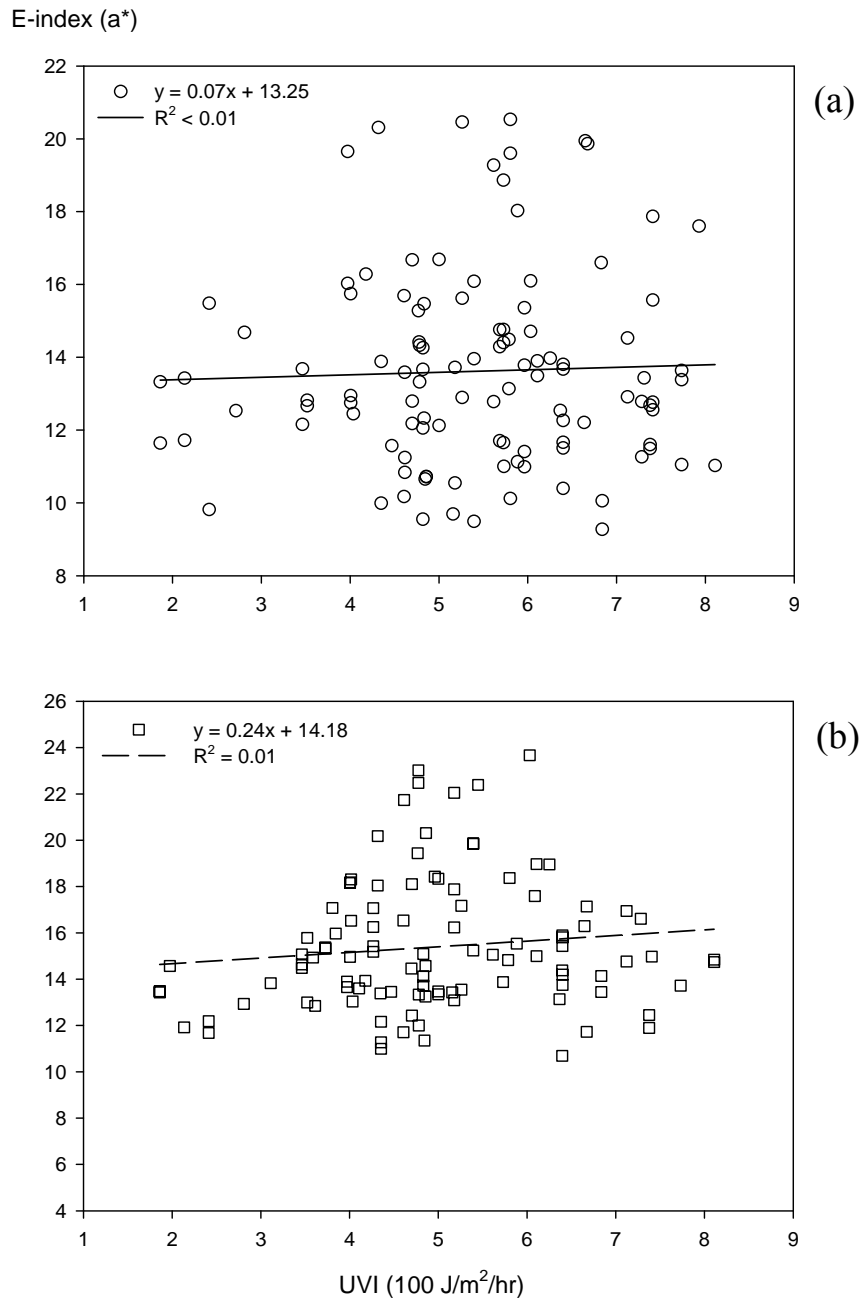 E-index (a*)
22
y = 0.07x + 13.25
(a)
R² < 0.01
20
18
16
14
12
10
8
1 2 3 4 5 6 7 8 9
26
y = 0.24x + 14.18
(b)
24
R² = 0.01
22
20
18
16
14
12
10
8
6
4
1 2 3 4 5 6 7 8 9
UVI (100 J/m²/hr)